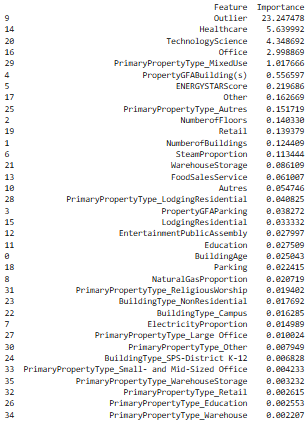 Feature Importance
9 Outlier 23.247478
14 Healthcare 5.639992
20 TechnologyScience 4.348692
16 Office 2.998869
29 PrimaryPropertyType_MixedUse 1.017666
4 PropertyGFABuilding(s) 0.556597
5 ENERGYSTARScore 0.219686
17 Other 0.162669
25 PrimaryPropertyType_Autres 0.151719
2 NumberofFloors 0.140330
19 Retail 0.139379
1 NumberofBuildings 0.124409
6 SteamProportion 0.113444
21 WarehouseStorage 0.086109
13 FoodSalesService 0.061007
10 Autres 0.054746
28 PrimaryPropertyType_LodgingResidential 0.040825
3 PropertyGFAParking 0.038272
15 LodgingResidential 0.033332
12 EntertainmentPublicAssembly 0.027997
11 Education 0.027509
0 BuildingAge 0.025043
18 Parking 0.022415
8 NaturalGasProportion 0.020719
31 PrimaryPropertyType_ReligiousWorship 0.019402
23 BuildingType_NonResidential 0.017692
22 BuildingType_Campus 0.016285
7 ElectricityProportion 0.014989
27 PrimaryPropertyType_Large Office 0.010024
30 PrimaryPropertyType_Other 0.007949
24 BuildingType_SPS-District K-12 0.006828
33 PrimaryPropertyType_Small- and Mid-Sized Office 0.004233
35 PrimaryPropertyType_WarehouseStorage 0.003232
32 PrimaryPropertyType_Retail 0.002615
26 PrimaryPropertyType_Education 0.002553
34 PrimaryPropertyType_Warehouse 0.002207